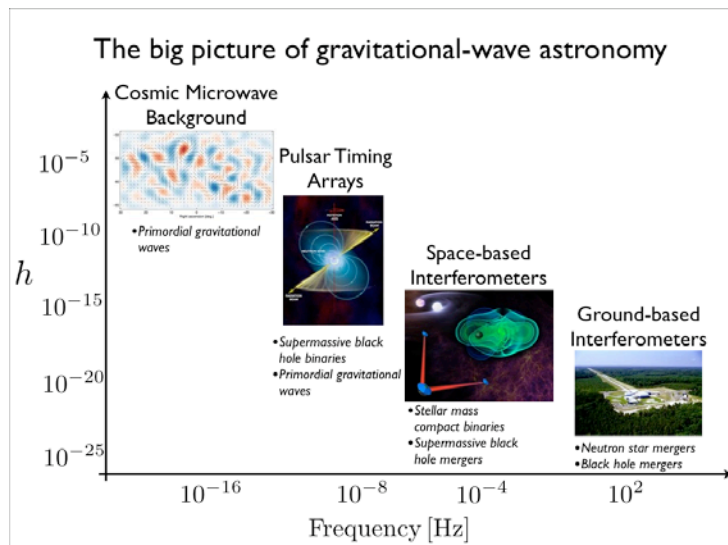 The big picture of gravitational-wave astronomy
Cosmic Microwave
Background
• Primordial gravitational
waves
Pulsar Timing
Arrays
• Supermassive black
hole binaries
• Primordial gravitational
waves
Space-based
Interferometers
• Stellar mass
compact binaries
• Supermassive black
hole mergers
Ground-based
Interferometers
• Neutron star mergers
• Black hole mergers
h
10⁻⁵
10⁻¹⁰
10⁻¹⁵
10⁻²⁰
10⁻²⁵
10⁻¹⁶ 10⁻⁸ 10⁻⁴ 10²
Frequency [Hz]